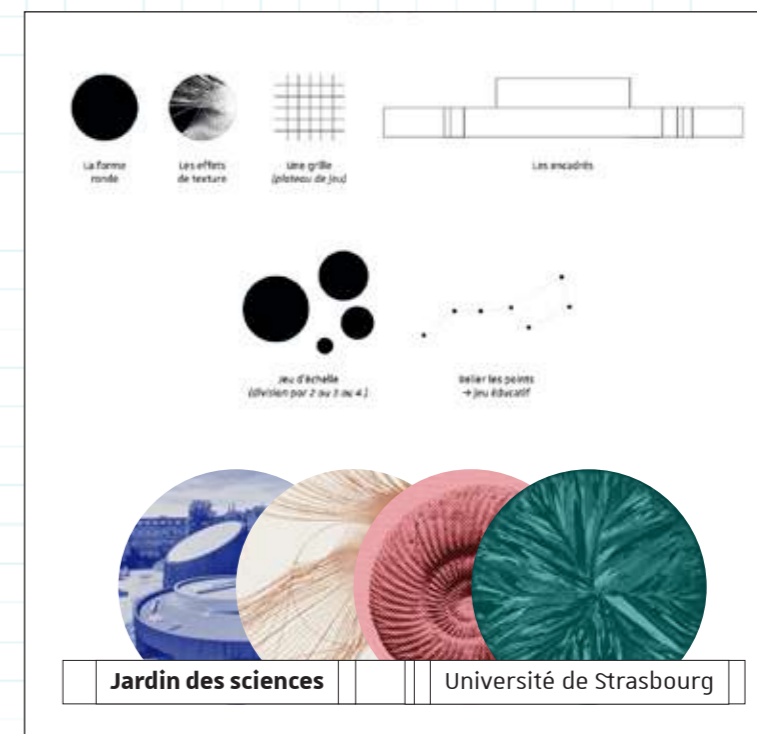 La forme
ronde
Les effets
de texture
Une grille
(plateau de jeu)
Les encadrés
Jeu d'échelle
(division par 2 ou 3 ou 4 )
Relier les points
→ jeu éducatif
Jardin des sciences
Université de Strasbourg